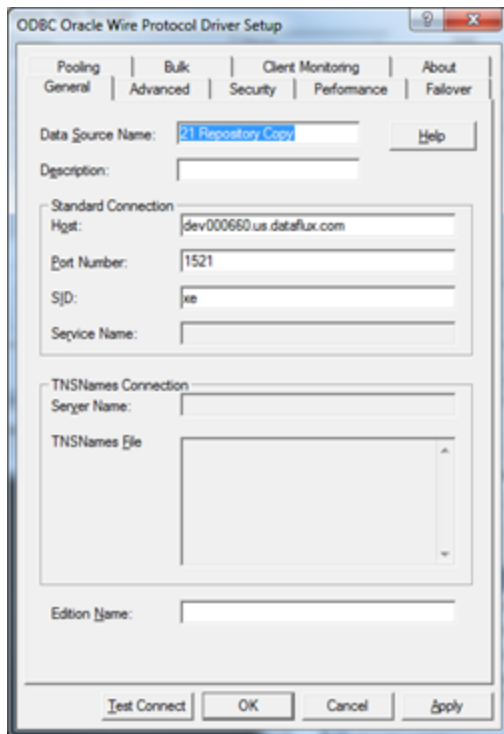 ODBC Oracle Wire Protocol Driver Setup
Pooling Bulk Client Monitoring About
General Advanced Security Performance Failover
Data Source Name: 21 Repository Copy Help
Description:
Standard Connection
Host: dev000660.us.dataflux.com
Port Number: 1521
SID: xe
Service Name:
TNSNames Connection
Server Name:
TNSNames File
Edition Name:
Test Connect OK Cancel Apply